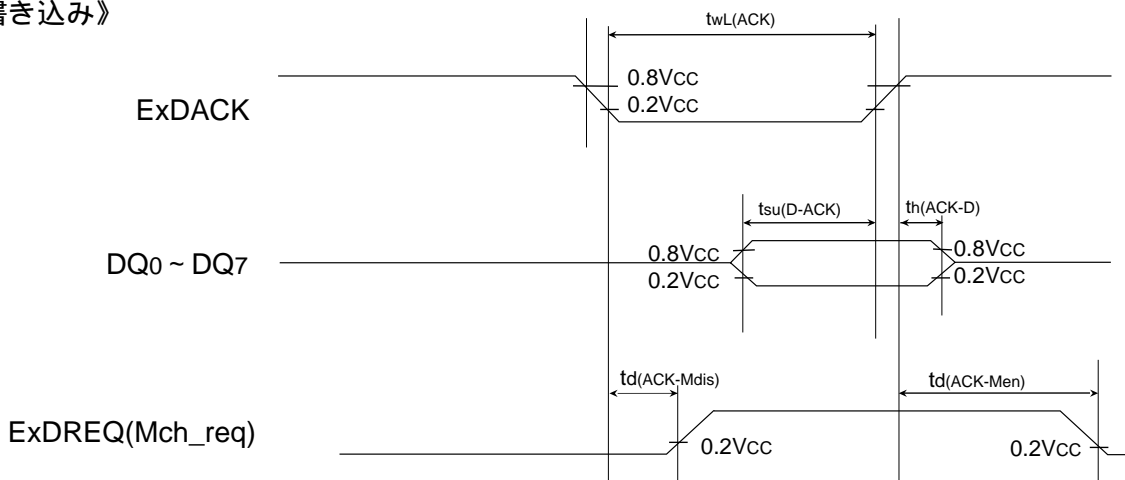 書き込み》
twL(ACK)
0.8VCC
ExDACK
0.2VCC
tsu(D-ACK)
th(ACK-D)
0.8VCC
0.8VCC
DQ0 ~ DQ7
0.2VCC
0.2VCC
td(ACK-Mdis)
td(ACK-Men)
ExDREQ(Mch_req)
0.2VCC
0.2VCC